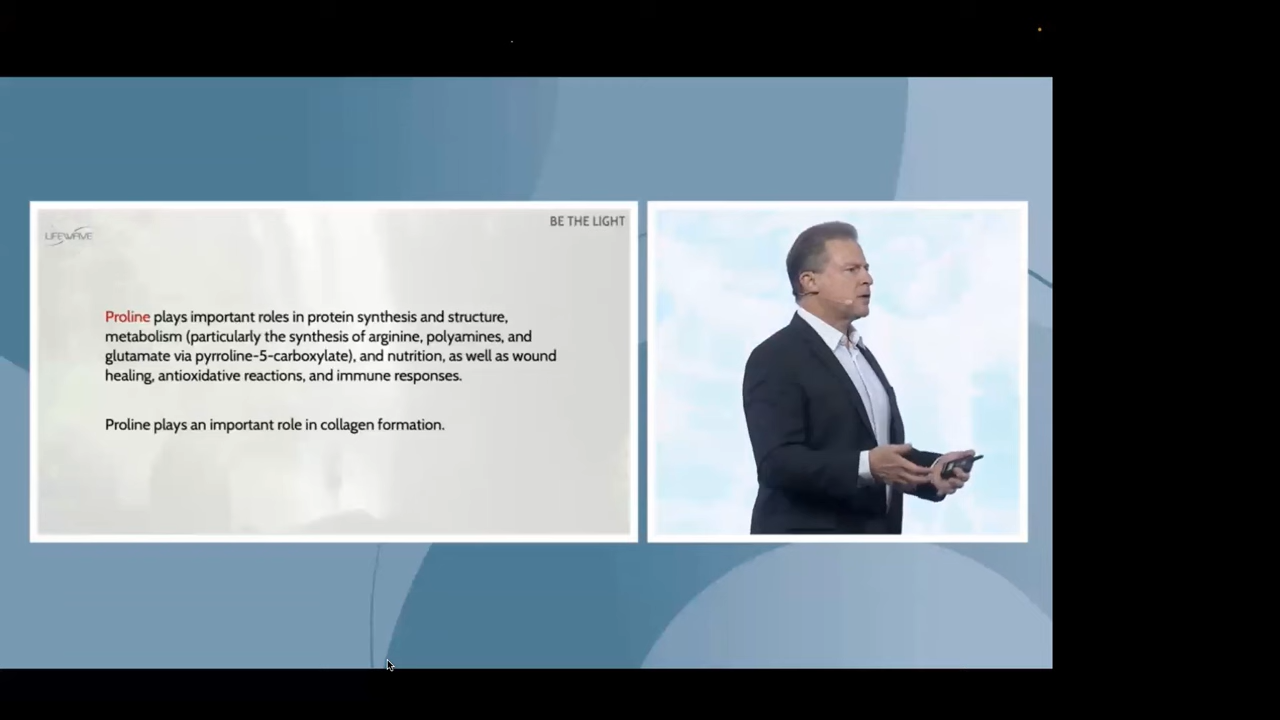 LIFEWAVE
BE THE LIGHT
Proline plays important roles in protein synthesis and structure,
metabolism (particularly the synthesis of arginine, polyamines, and
glutamate via pyrroline-5-carboxylate), and nutrition, as well as wound
healing, antioxidative reactions, and immune responses.
Proline plays an important role in collagen formation.